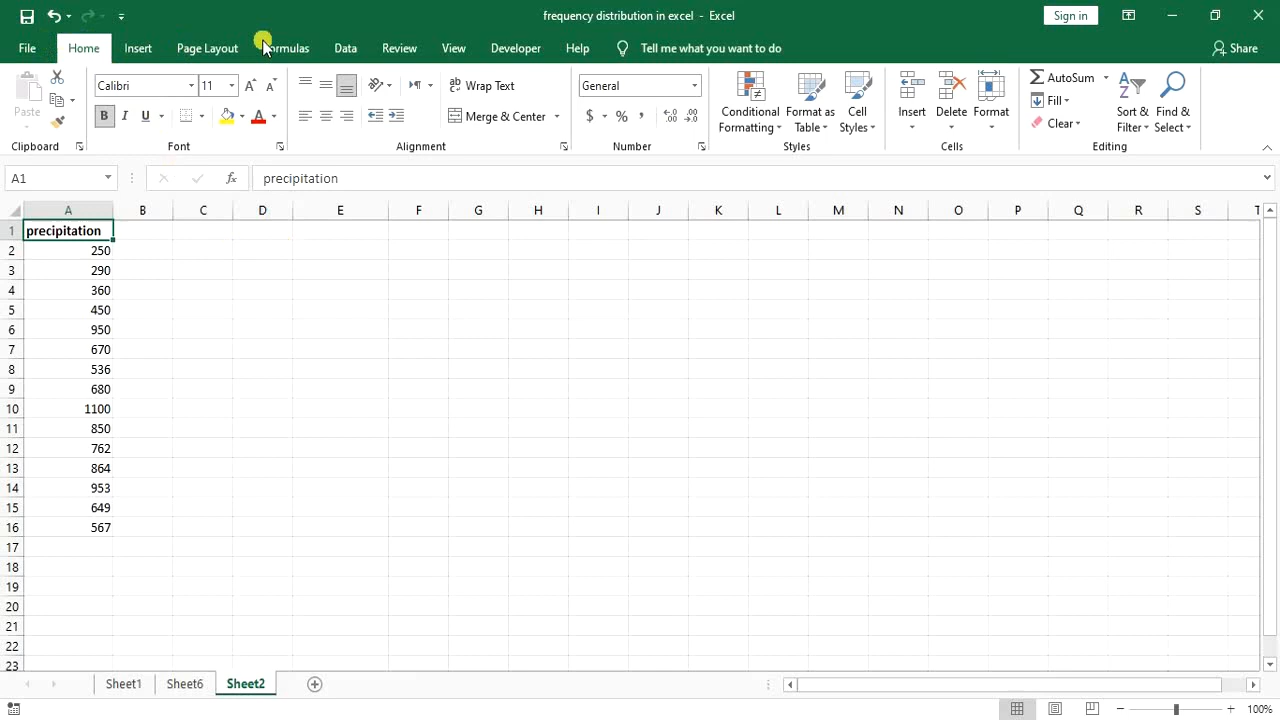 frequency distribution in excel - Excel
Sign in
File Home Insert Page Layout Formulas Data Review View Developer Help Tell me what you want to do Share
Calibri 11 Wrap Text General AutoSum
Paste Conditional Formatting Format as Table Cell Styles Insert Delete Format Fill Sort & Filter Find & Select
B I U A Merge & Center $ % , Clear
Clipboard Font Alignment Number Styles Cells Editing
A1 fx precipitation
A B C D E F G H I J K L M N O P Q R S T
1 precipitation
2 250
3 290
4 360
5 450
6 950
7 670
8 536
9 680
10 1100
11 850
12 762
13 864
14 953
15 649
16 567
17
18
19
20
21
22
23
Sheet1 Sheet6 Sheet2
100%